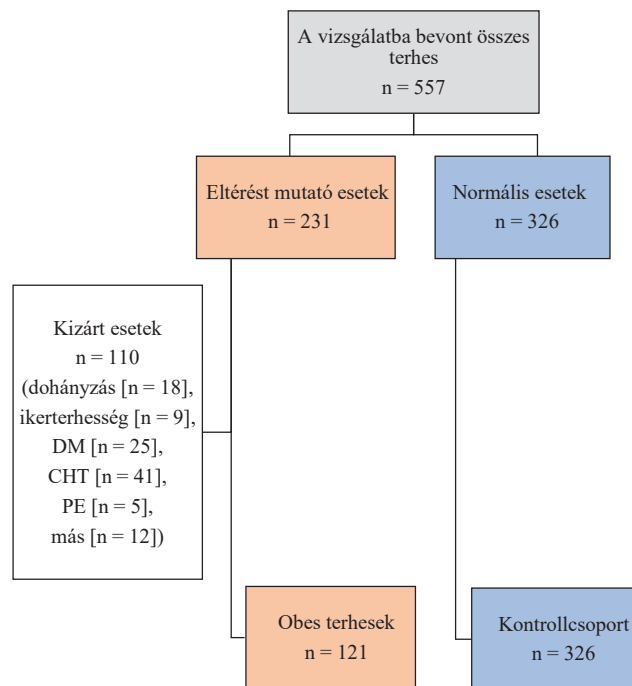 A vizsgálatba bevont összes
terhes
n = 557
Eltérést mutató esetek
n = 231
Normális esetek
n = 326
Kizárt esetek
n = 110
(dohányzás [n = 18],
ikerterhesség [n = 9],
DM [n = 25],
CHT [n = 41],
PE [n = 5],
más [n = 12])
Obes terhesek
n = 121
Kontrollcsoport
n = 326